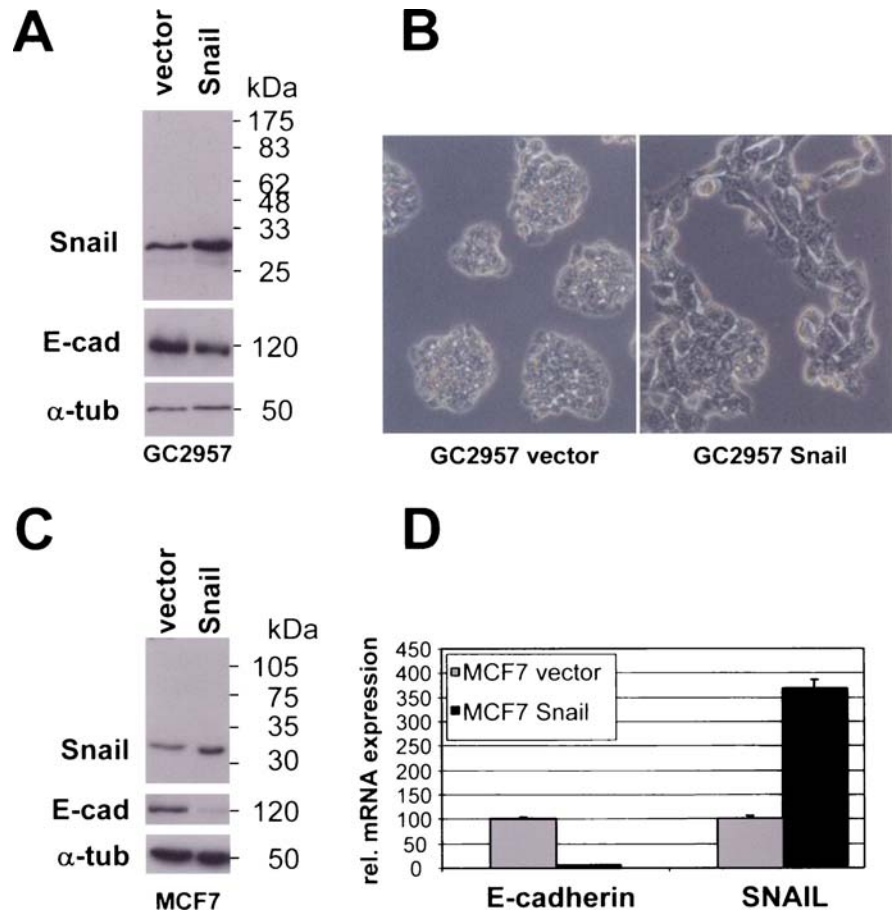 A
vector
Snail
kDa
175
83
62
48
33
25
Snail
E-cad
120
α-tub
50
GC2957
B
GC2957 vector
GC2957 Snail
C
vector
Snail
kDa
105
75
35
30
Snail
E-cad
120
α-tub
50
MCF7
D
rel. mRNA expression
450
400
350
300
250
200
150
100
50
0
MCF7 vector
MCF7 Snail
E-cadherin
SNAIL